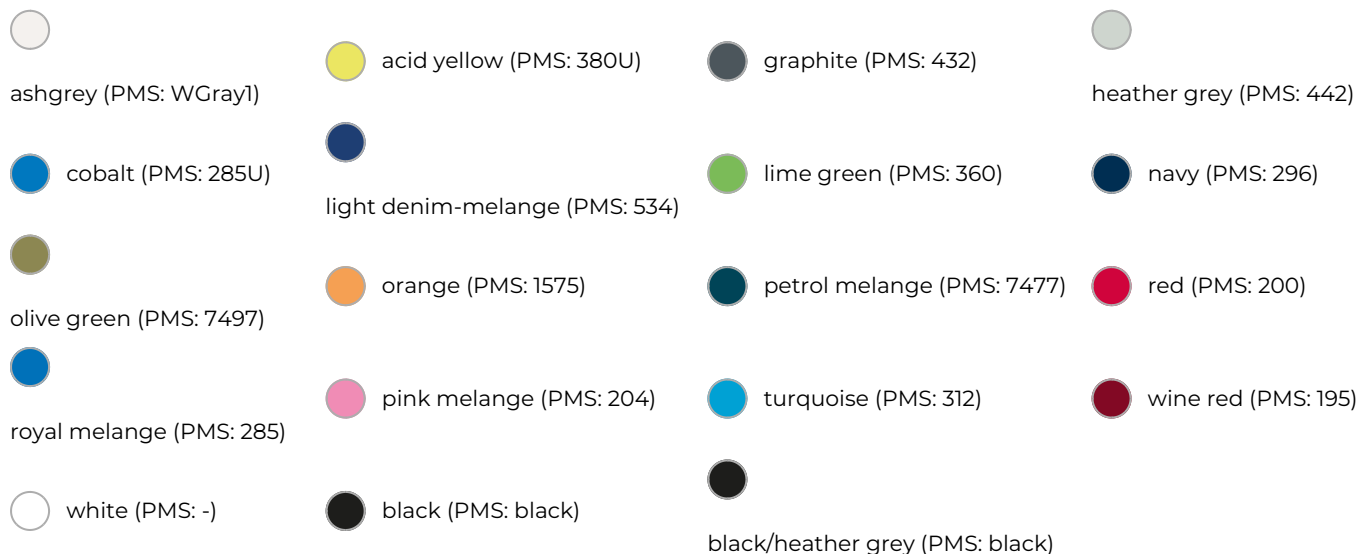 ashgrey (PMS: WGray1)
acid yellow (PMS: 380U)
graphite (PMS: 432)
heather grey (PMS: 442)
cobalt (PMS: 285U)
light denim-melange (PMS: 534)
lime green (PMS: 360)
navy (PMS: 296)
olive green (PMS: 7497)
orange (PMS: 1575)
petrol melange (PMS: 7477)
red (PMS: 200)
royal melange (PMS: 285)
pink melange (PMS: 204)
turquoise (PMS: 312)
wine red (PMS: 195)
white (PMS: -)
black (PMS: black)
black/heather grey (PMS: black)